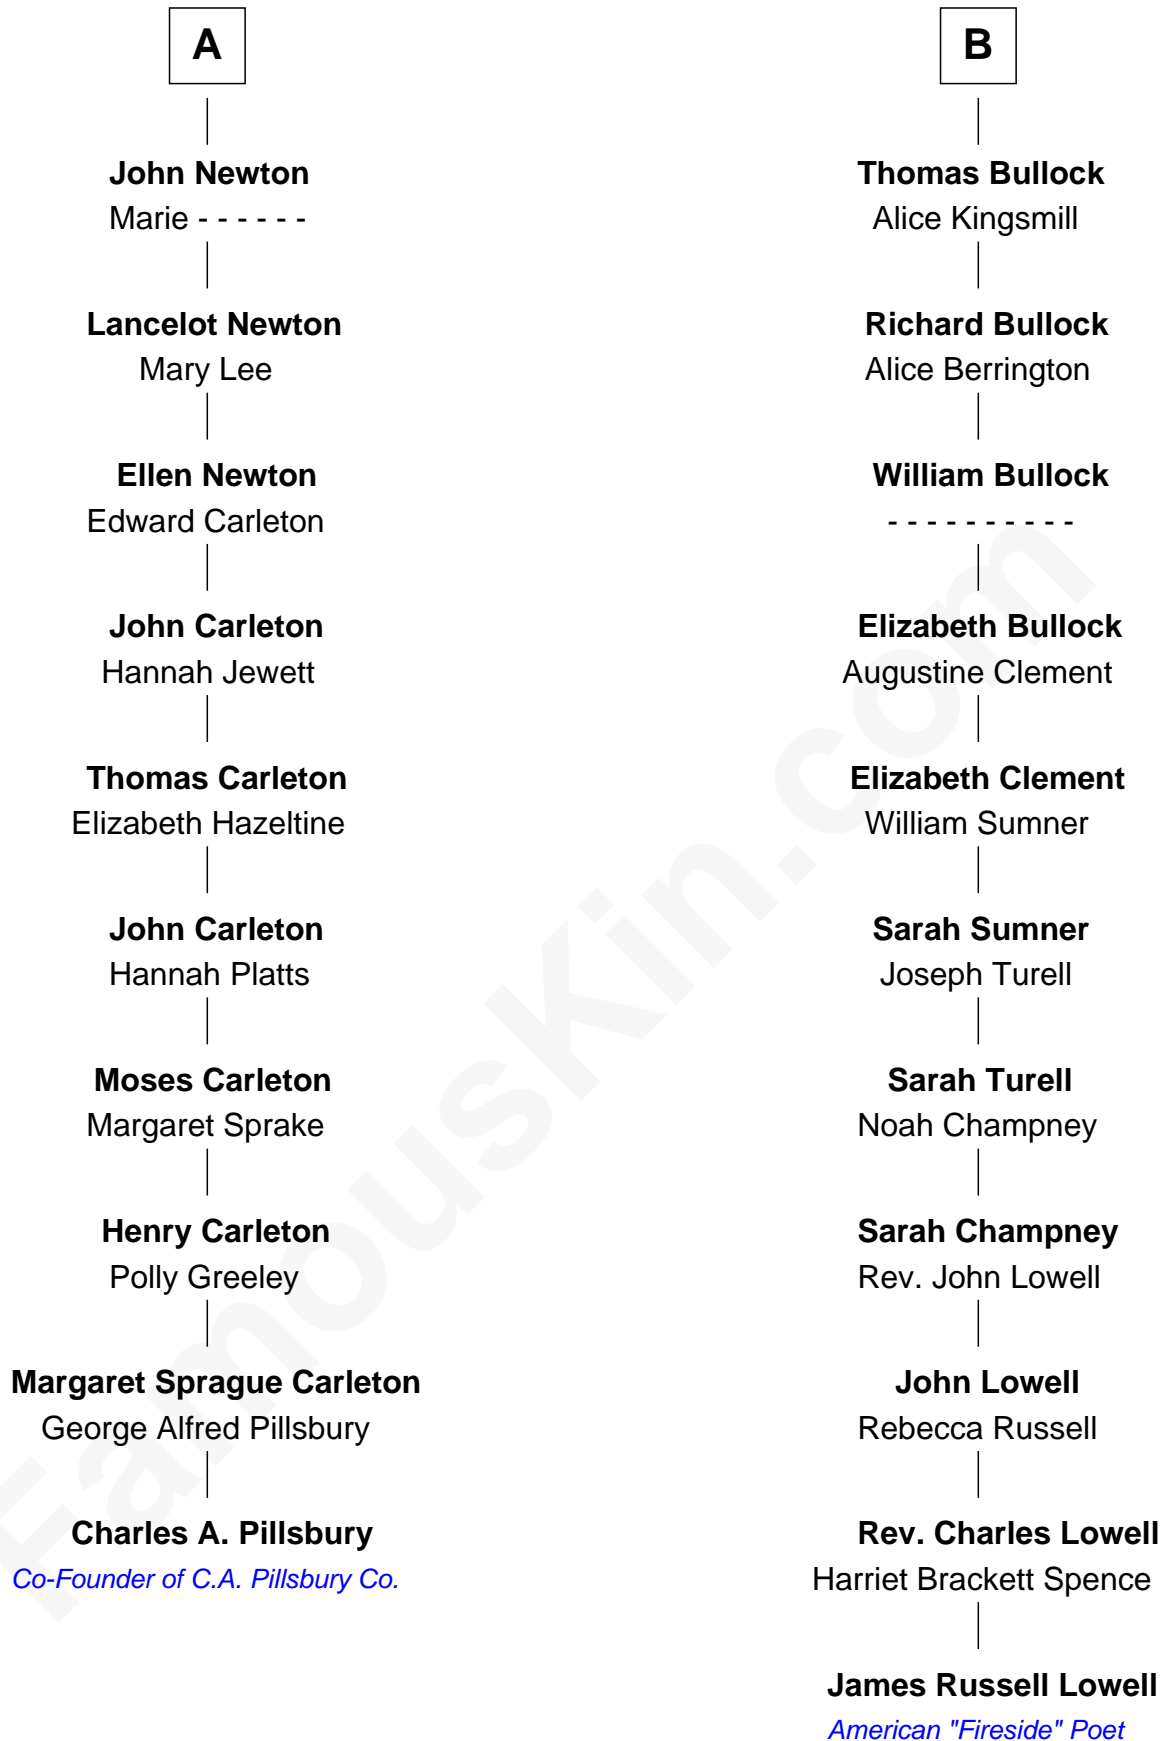 A
John Newton
Marie - - - - - -
Lancelot Newton
Mary Lee
Ellen Newton
Edward Carleton
John Carleton
Hannah Jewett
Thomas Carleton
Elizabeth Hazeltine
John Carleton
Hannah Platts
Moses Carleton
Margaret Sprake
Henry Carleton
Polly Greeley
Margaret Sprague Carleton
George Alfred Pillsbury
Charles A. Pillsbury
Co-Founder of C.A. Pillsbury Co.
B
Thomas Bullock
Alice Kingsmill
Richard Bullock
Alice Berrington
William Bullock
- - - - - - - - - -
Elizabeth Bullock
Augustine Clement
Elizabeth Clement
William Sumner
Sarah Sumner
Joseph Turell
Sarah Turell
Noah Champney
Sarah Champney
Rev. John Lowell
John Lowell
Rebecca Russell
Rev. Charles Lowell
Harriet Brackett Spence
James Russell Lowell
American "Fireside" Poet
FamousKin.com